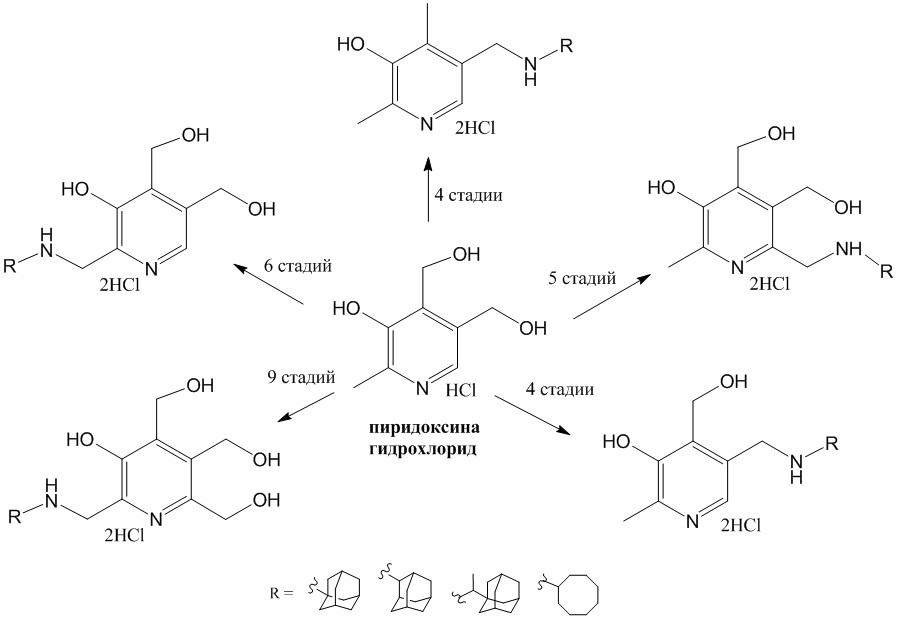 HO
N
H
N
R
2HCl
4 стадии
OH
HO
OH
H
N
R
N
2HCl
6 стадий
OH
HO
OH
NH
R
N
2HCl
5 стадий
OH
HO
OH
N
HCl
пиридоксина
гидрохлорид
9 стадий
4 стадии
OH
HO
OH
OH
H
N
R
N
2HCl
OH
HO
R
N
H
N
2HCl
R =